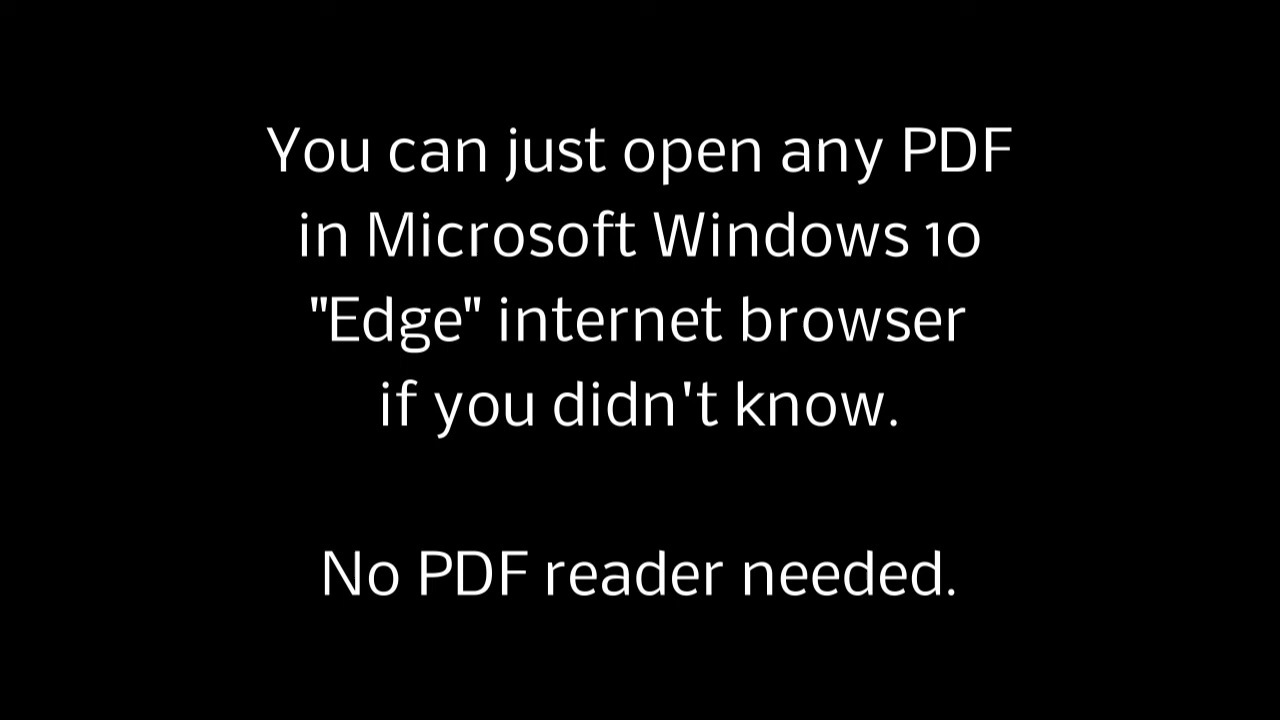 You can just open any PDF
in Microsoft Windows 10
"Edge" internet browser
if you didn't know.
No PDF reader needed.